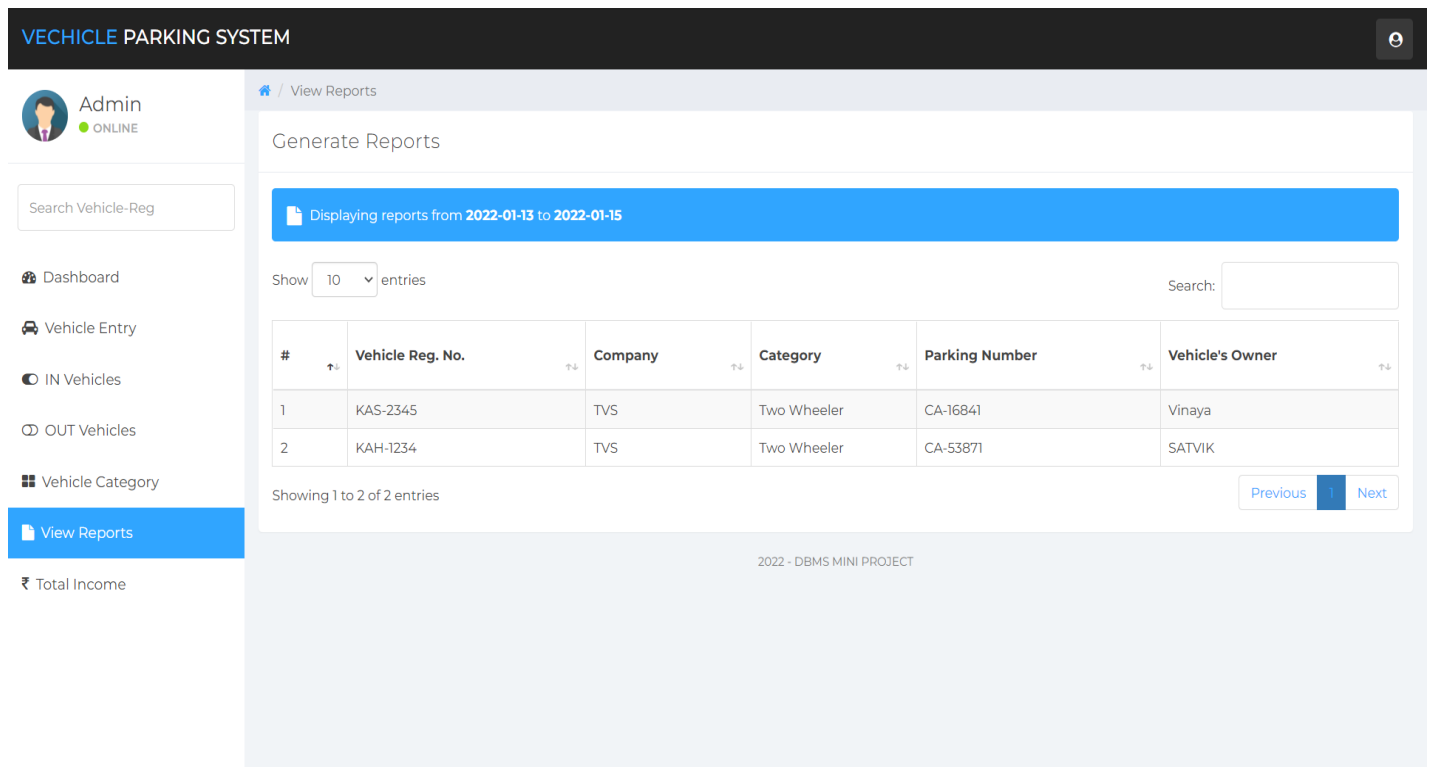 VECHICLE PARKING SYSTEM
Admin
ONLINE
Search Vehicle-Reg
Dashboard
Vehicle Entry
IN Vehicles
OUT Vehicles
Vehicle Category
View Reports
₹ Total Income
/ View Reports
Generate Reports
Displaying reports from 2022-01-13 to 2022-01-15
Show 10 entries
Search:
# Vehicle Reg. No. Company Category Parking Number Vehicle's Owner
1 KAS-2345 TVS Two Wheeler CA-16841 Vinaya
2 KAH-1234 TVS Two Wheeler CA-53871 SATVIK
Showing 1 to 2 of 2 entries
Previous 1 Next
2022 - DBMS MINI PROJECT